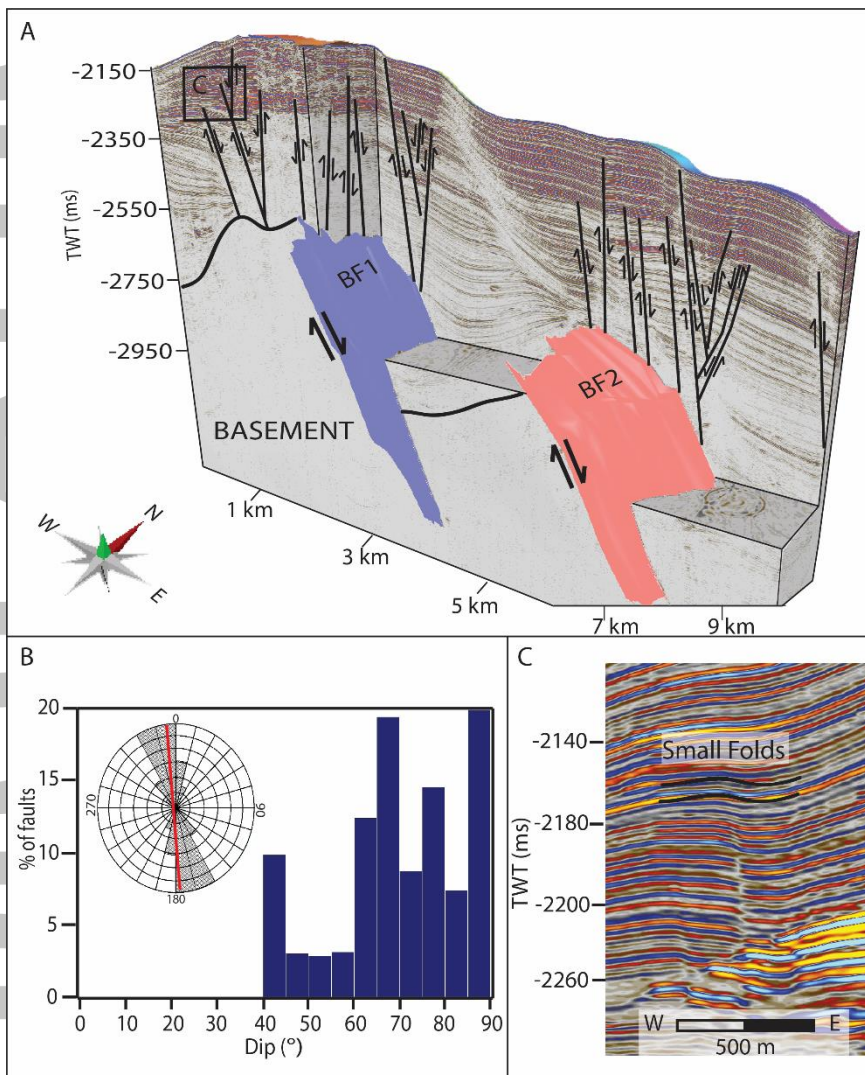 A
-2150
C
-2350
-2550
TWT (ms)
-2750
-2950
BF1
BF2
BASEMENT
1 km
3 km
5 km
7 km
9 km
W
N
E
B
20
15
10
5
0
% of faults
0
270
90
180
0
10
20
30
40
50
60
70
80
90
Dip (°)
C
-2140
Small Folds
-2180
TWT (ms)
-2200
-2260
W
E
500 m